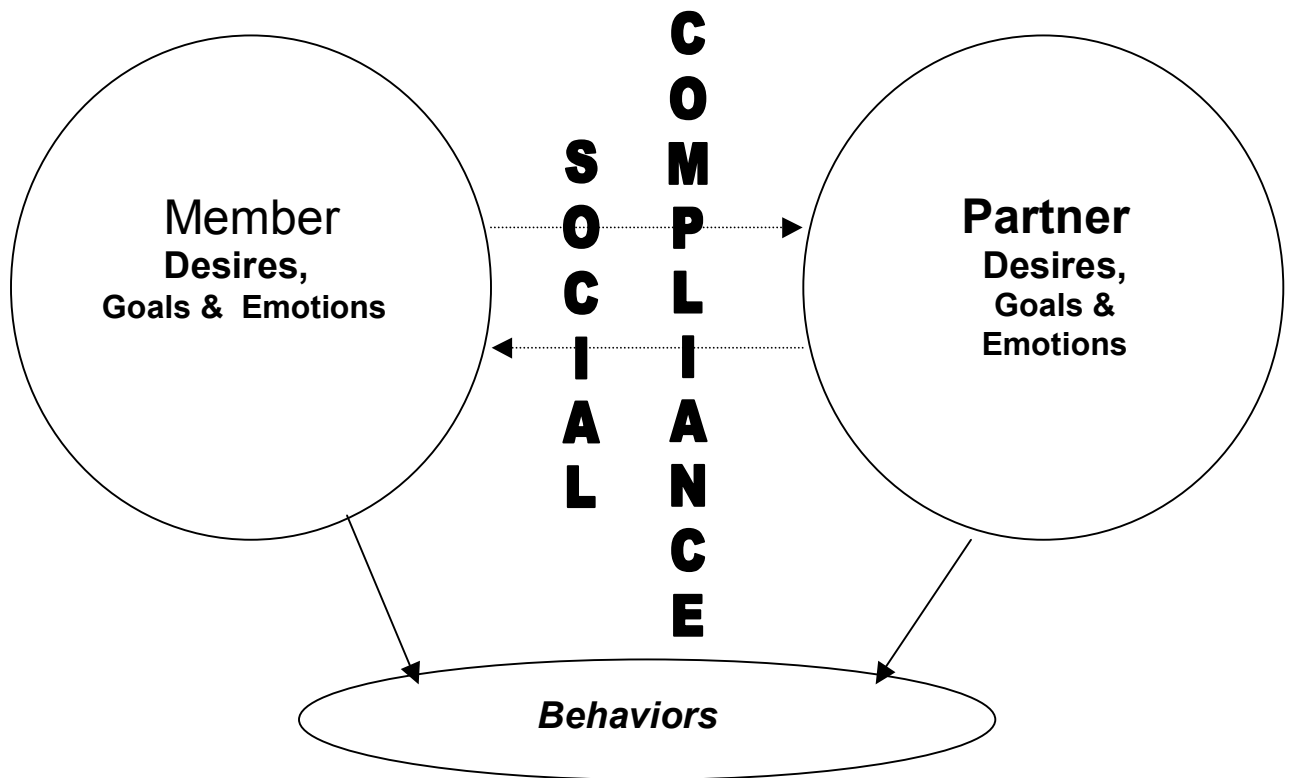 Member
Desires,
Goals & Emotions
SOCIAL
COMPLIANCE
Partner
Desires,
Goals &
Emotions
Behaviors